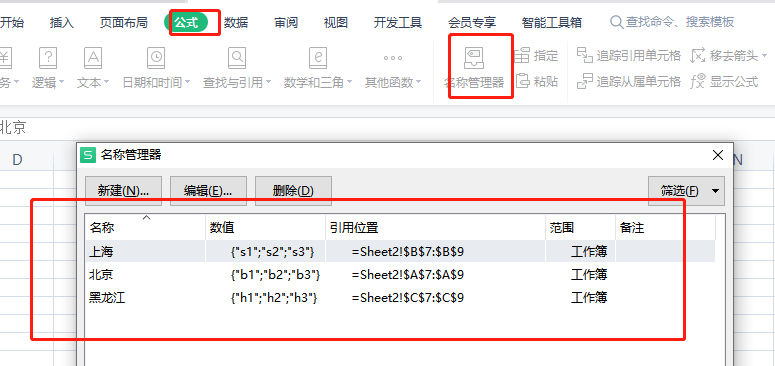 开始 插入 页面布局 公式 数据 审阅 视图 开发工具 会员专享 智能工具箱 查找命令、搜索模板
务 逻辑 文本 日期和时间 查找与引用 数学和三角 其他函数 名称管理器 指定 粘贴 追踪引用单元格 移去箭头 追踪从属单元格 显示公式
北京
D N
名称管理器
新建(N)... 编辑(E)... 删除(D) 筛选(F)
名称 数值 引用位置 范围 备注
上海 {"s1";"s2";"s3"} =Sheet2!$B$7:$B$9 工作簿
北京 {"b1";"b2";"b3"} =Sheet2!$A$7:$A$9 工作簿
黑龙江 {"h1";"h2";"h3"} =Sheet2!$C$7:$C$9 工作簿